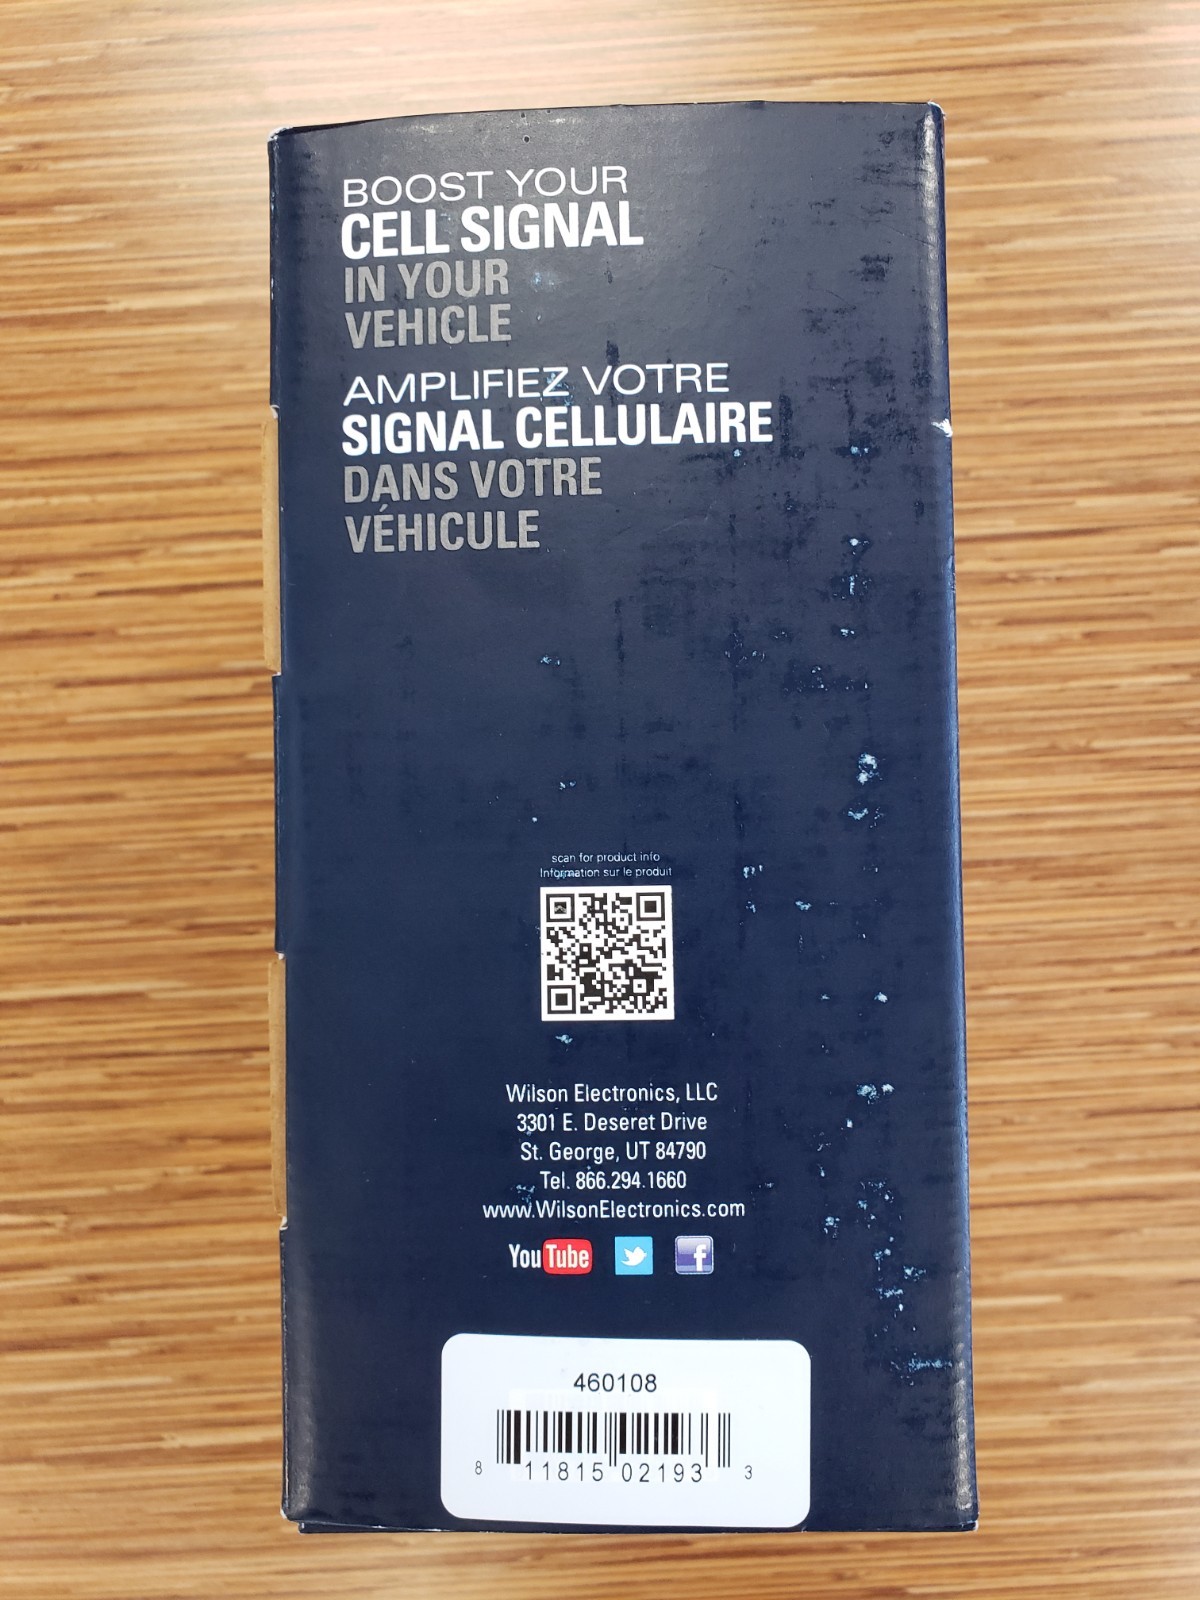 BOOST YOUR
CELL SIGNAL
IN YOUR
VEHICLE
AMPLIFIEZ VOTRE
SIGNAL CELLULAIRE
DANS VOTRE
VÉHICULE
scan for product info
Information sur le produit
Wilson Electronics, LLC
3301 E. Deseret Drive
St. George, UT 84790
Tel. 866.294.1660
www.WilsonElectronics.com
YouTube f
460108
8 11815 02193 3